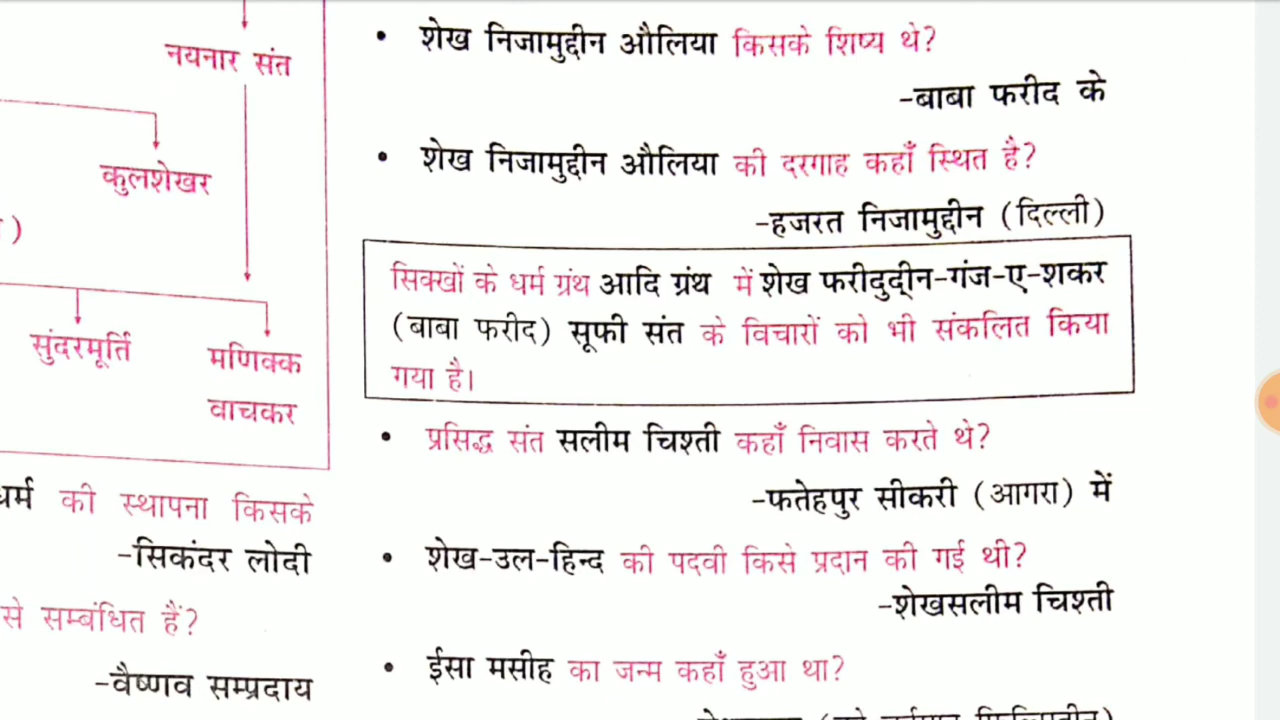 नयनार संत
कुलशेखर
)
सुंदरमूर्ति
मणिक्क
वाचकर
धर्म की स्थापना किसके
-सिकंदर लोदी
से सम्बंधित हैं?
-वैष्णव सम्प्रदाय
• शेख निजामुद्दीन औलिया किसके शिष्य थे?
-बाबा फरीद के
• शेख निजामुद्दीन औलिया की दरगाह कहाँ स्थित है?
-हजरत निजामुद्दीन (दिल्ली)
सिक्खों के धर्म ग्रंथ आदि ग्रंथ में शेख फरीदुद्दीन-गंज-ए-शकर
(बाबा फरीद) सूफी संत के विचारों को भी संकलित किया
गया है।
• प्रसिद्ध संत सलीम चिश्ती कहाँ निवास करते थे?
-फतेहपुर सीकरी (आगरा) में
• शेख-उल-हिन्द की पदवी किसे प्रदान की गई थी?
-शेखसलीम चिश्ती
• ईसा मसीह का जन्म कहाँ हुआ था?